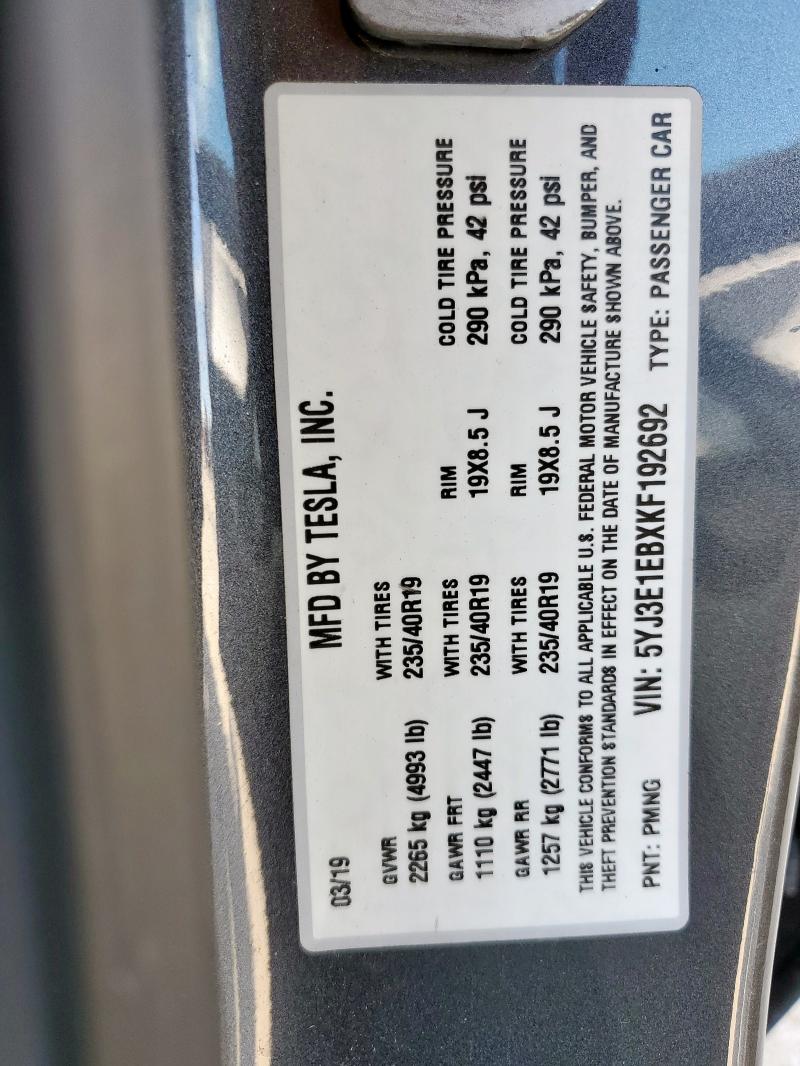 03/19 MFD BY TESLA, INC.
GVWR WITH TIRES
2265 kg (4993 lb) 235/40R19
GAWR FRT WITH TIRES RIM COLD TIRE PRESSURE
1110 kg (2447 lb) 235/40R19 19X8.5 J 290 kPa, 42 psi
GAWR RR WITH TIRES RIM COLD TIRE PRESSURE
1257 kg (2771 lb) 235/40R19 19X8.5 J 290 kPa, 42 psi
THIS VEHICLE CONFORMS TO ALL APPLICABLE U.S. FEDERAL MOTOR VEHICLE SAFETY, BUMPER, AND
THEFT PREVENTION STANDARDS IN EFFECT ON THE DATE OF MANUFACTURE SHOWN ABOVE.
PNT: PMNG VIN: 5YJ3E1EBXKF192692 TYPE: PASSENGER CAR